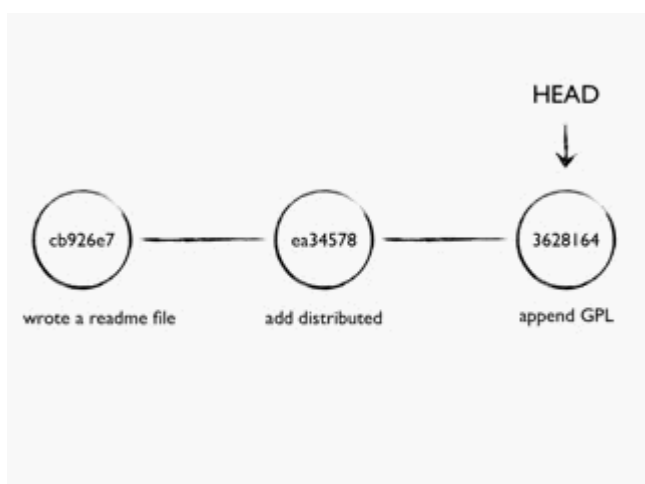 HEAD
cb926e7
ea34578
3628164
wrote a readme file
add distributed
append GPL